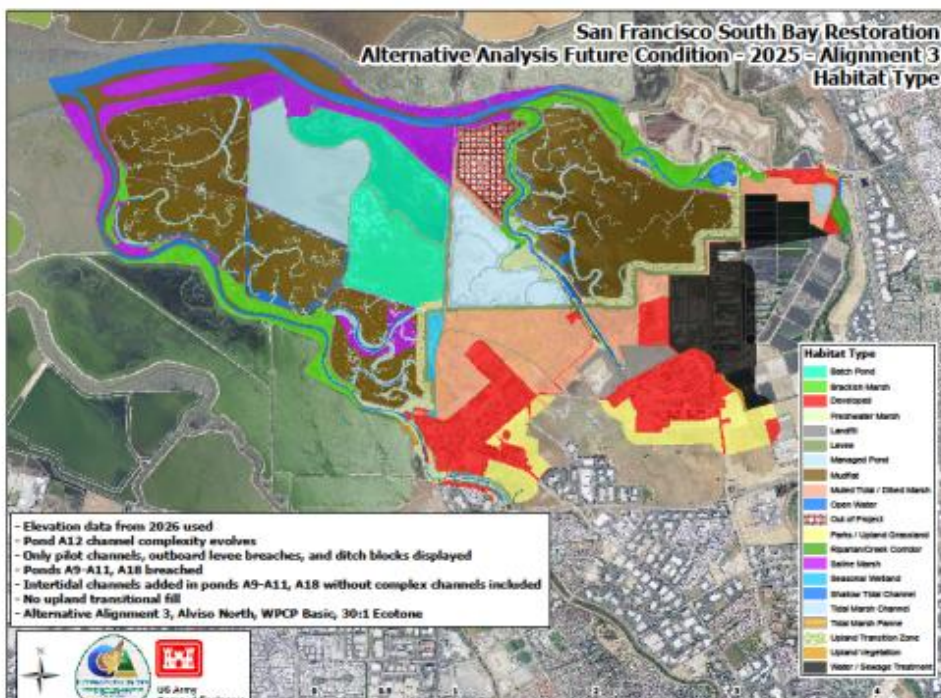 San Francisco South Bay Restoration
Alternative Analysis Future Condition - 2025 - Alignment 3
Habitat Type
Habitat Type
Batch Pond
Brackish Marsh
Developed
Freshwater Marsh
Landfill
Levee
Managed Pond
Mudflat
Muted Tidal / Diked Marsh
Open Water
Out of Project
Parks / Upland Grassland
Riparian/Creek Corridor
Saline Marsh
Seasonal Wetland
Shallow Tidal Channel
Tidal Marsh Channel
Tidal Marsh Panne
Upland Transition Zone
Upland Vegetation
Water / Sewage Treatment
- Elevation data from 2026 used
- Pond A12 channel complexity evolves
- Only pilot channels, outboard levee breaches, and ditch blocks displayed
- Ponds A9-A11, A18 breached
- Intertidal channels added in ponds A9-A11, A18 without complex channels included
- No upland transitional fill
- Alternative Alignment 3, Alviso North, WPCP Basic, 30:1 Ecotone
US Army